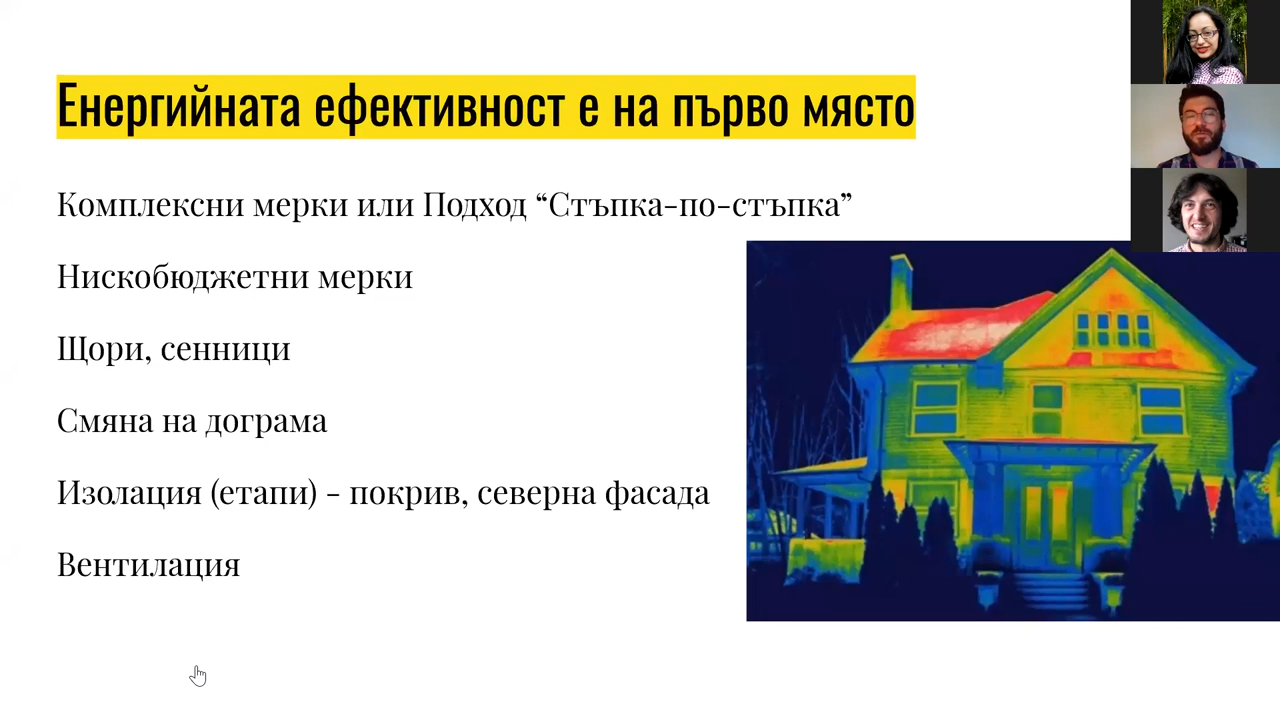 Енергийната ефективност е на първо място
Комплексни мерки или Подход “Стъпка-по-стъпка”
Нискобюджетни мерки
Щори, сенници
Смяна на дограма
Изолация (етапи) - покрив, северна фасада
Вентилация